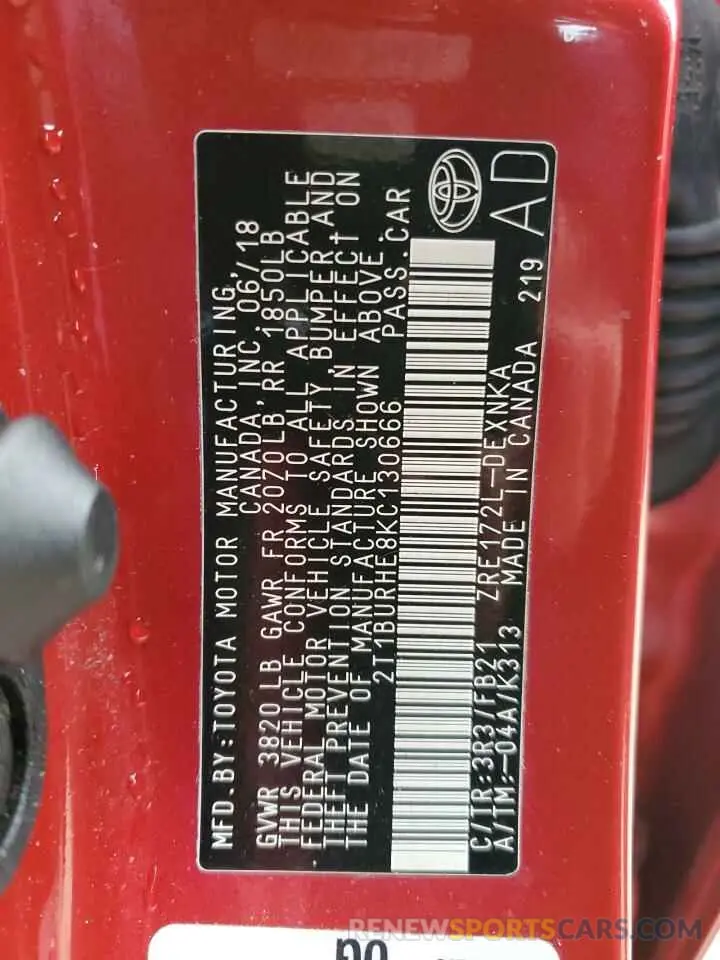 MFD. BY: TOYOTA MOTOR MANUFACTURING,
CANADA, INC. 06/18
GVWR 3820 LB GAWR FR 2070LB, RR 1850LB
THIS VEHICLE CONFORMS TO ALL APPLICABLE
FEDERAL MOTOR VEHICLE SAFETY, BUMPER AND
THEFT PREVENTION STANDARDS IN EFFECT ON
THE DATE OF MANUFACTURE SHOWN ABOVE.
2T1BURHE8KC130666 PASS.CAR
C/TR:3R3/FB21 ZRE172L-DEXNKA
A/TM:-04A/K313 MADE IN CANADA 219
AD
RENEWSPORTSCARS.COM